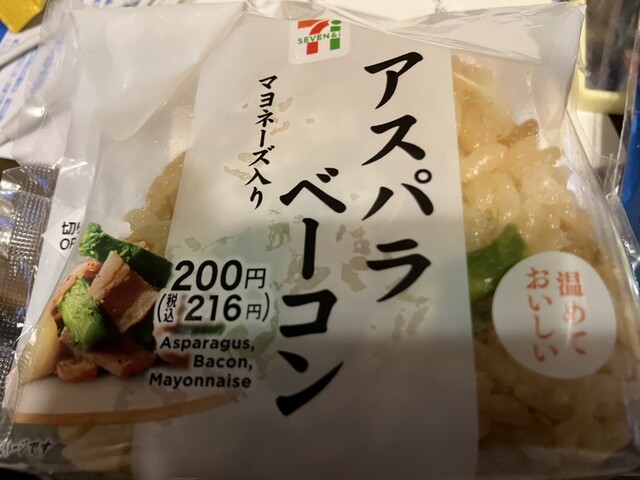 SEVEN&i
アスパラ
ベーコン
マヨネーズ入り
200円
(税込 216円)
Asparagus,
Bacon,
Mayonnaise
温めて
おいしい